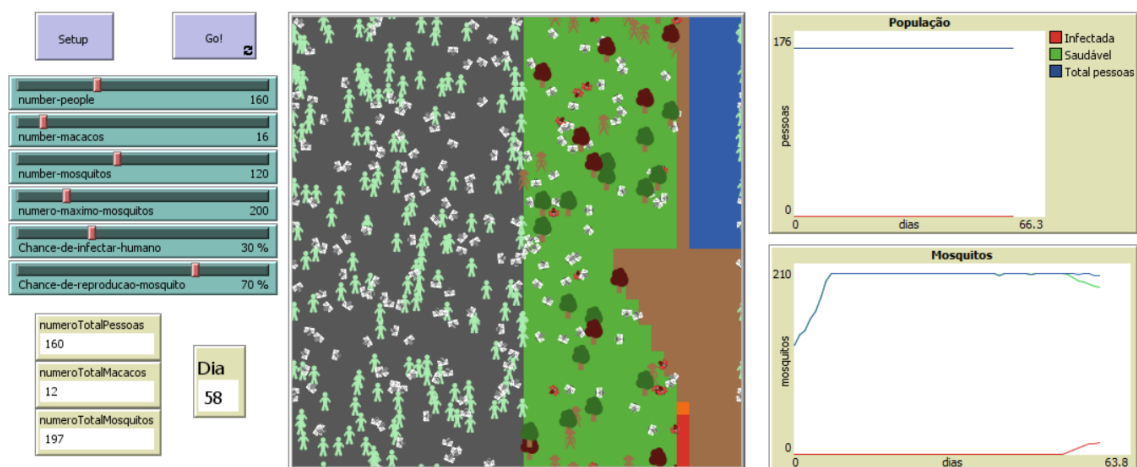 Setup
Go!
number-people 160
number-macacos 16
number-mosquitos 120
numero-maximo-mosquitos 200
Chance-de-infectar-humano 30 %
Chance-de-reproducao-mosquito 70 %
numeroTotalPessoas
160
numeroTotalMacacos
12
numeroTotalMosquitos
197
Dia
58
População
176
pessoas
0
0 dias 66.3
Infectada
Saudável
Total pessoas
Mosquitos
210
mosquitos
0
0 dias 63.8